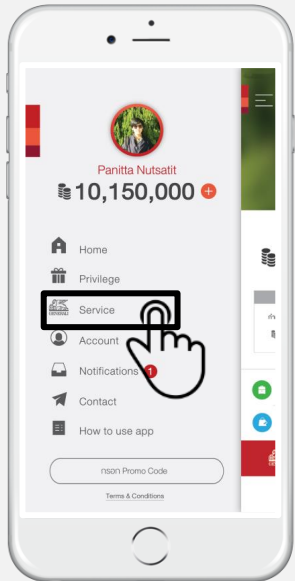 Panitta Nutsatit
10,150,000
Home
Privilege
Service
Account
Notifications 1
Contact
How to use app
กรอก Promo Code
Terms & Conditions